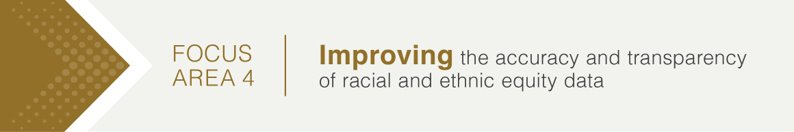 FOCUS
AREA 4
Improving the accuracy and transparency
of racial and ethnic equity data